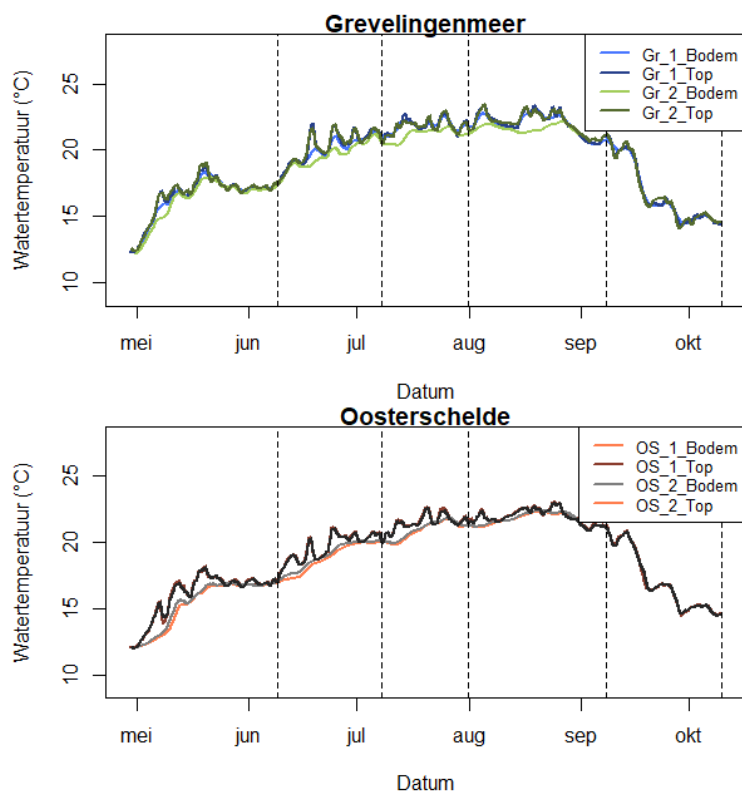 Grevelingenmeer
Gr_1_Bodem
Gr_1_Top
Gr_2_Bodem
Gr_2_Top
Watertemperatuur (°C)
25
20
15
10
mei jun jul aug sep okt
Datum
Oosterschelde
OS_1_Bodem
OS_1_Top
OS_2_Bodem
OS_2_Top
Watertemperatuur (°C)
25
20
15
10
mei jun jul aug sep okt
Datum